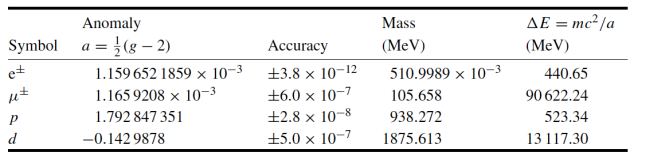 Anomaly Mass ΔE = mc²/a
Symbol a = ½(g − 2) Accuracy (MeV) (MeV)
e± 1.159 652 1859 × 10⁻³ ±3.8 × 10⁻¹² 510.9989 × 10⁻³ 440.65
μ± 1.165 9208 × 10⁻³ ±6.0 × 10⁻⁷ 105.658 90 622.24
p 1.792 847 351 ±2.8 × 10⁻⁸ 938.272 523.34
d −0.142 9878 ±5.0 × 10⁻⁷ 1875.613 13 117.30